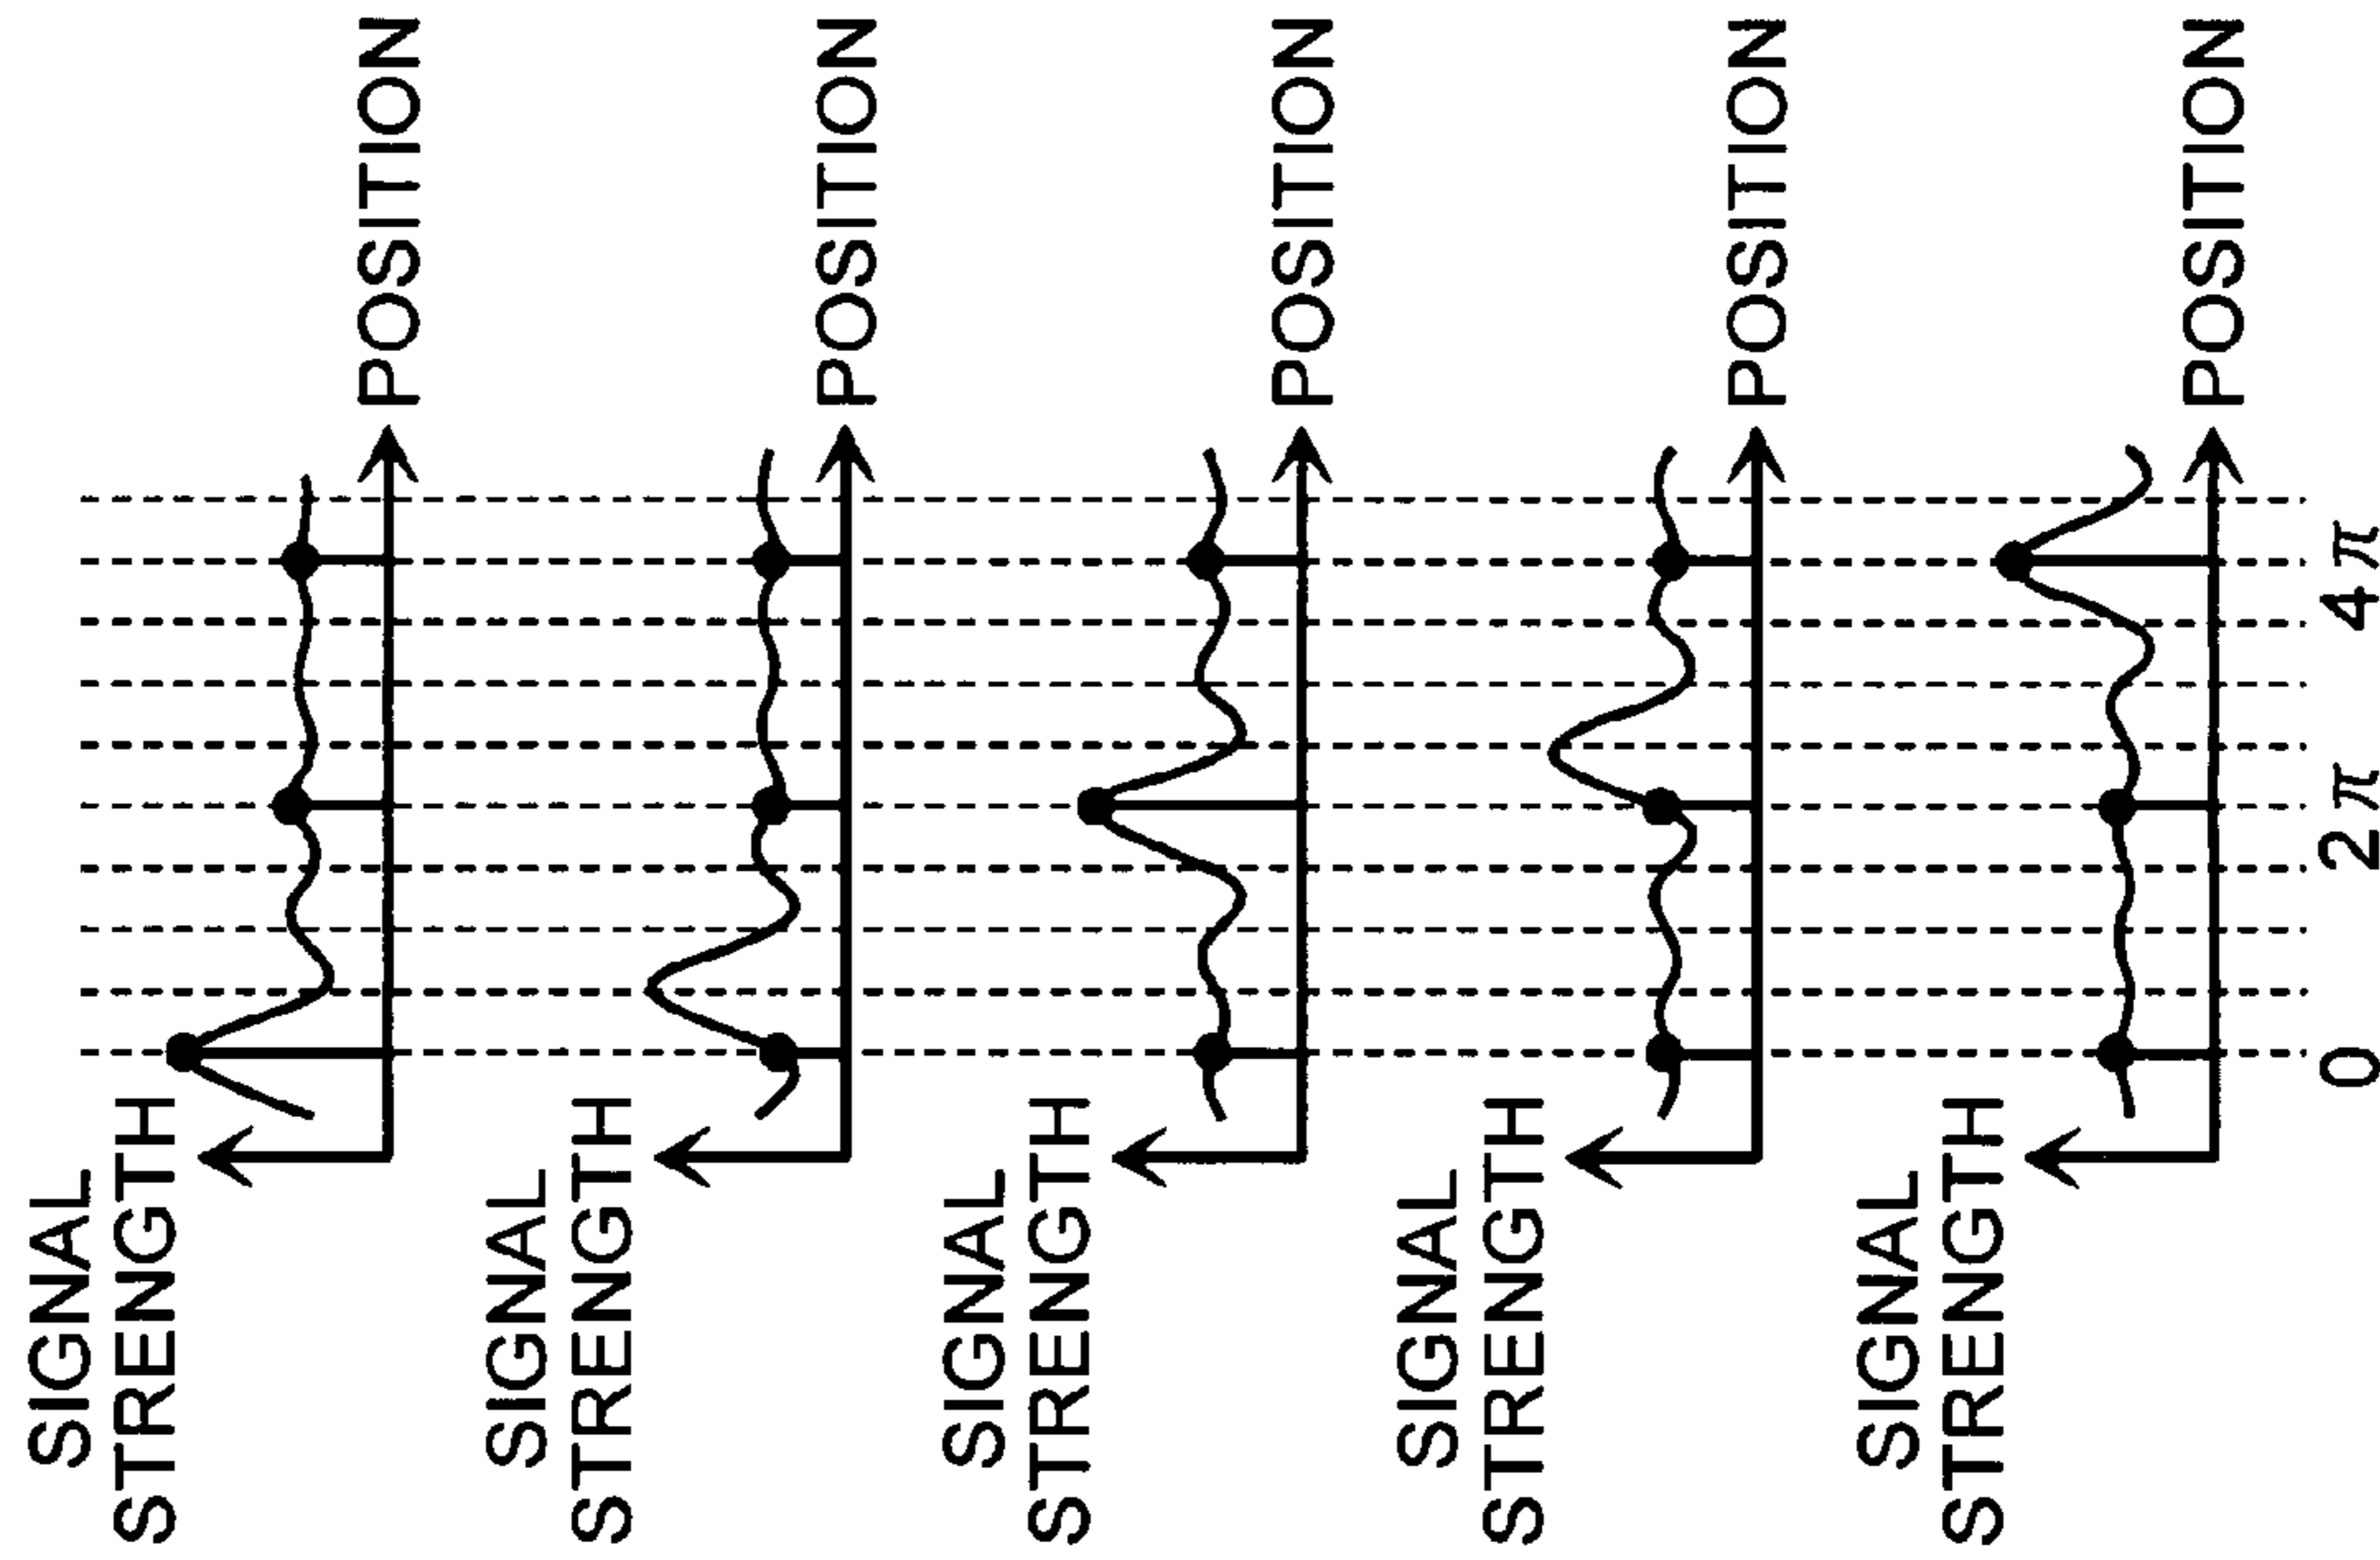 SIGNAL
STRENGTH
POSITION
SIGNAL
STRENGTH
POSITION
SIGNAL
STRENGTH
POSITION
SIGNAL
STRENGTH
POSITION
SIGNAL
STRENGTH
POSITION
0 2π 4π